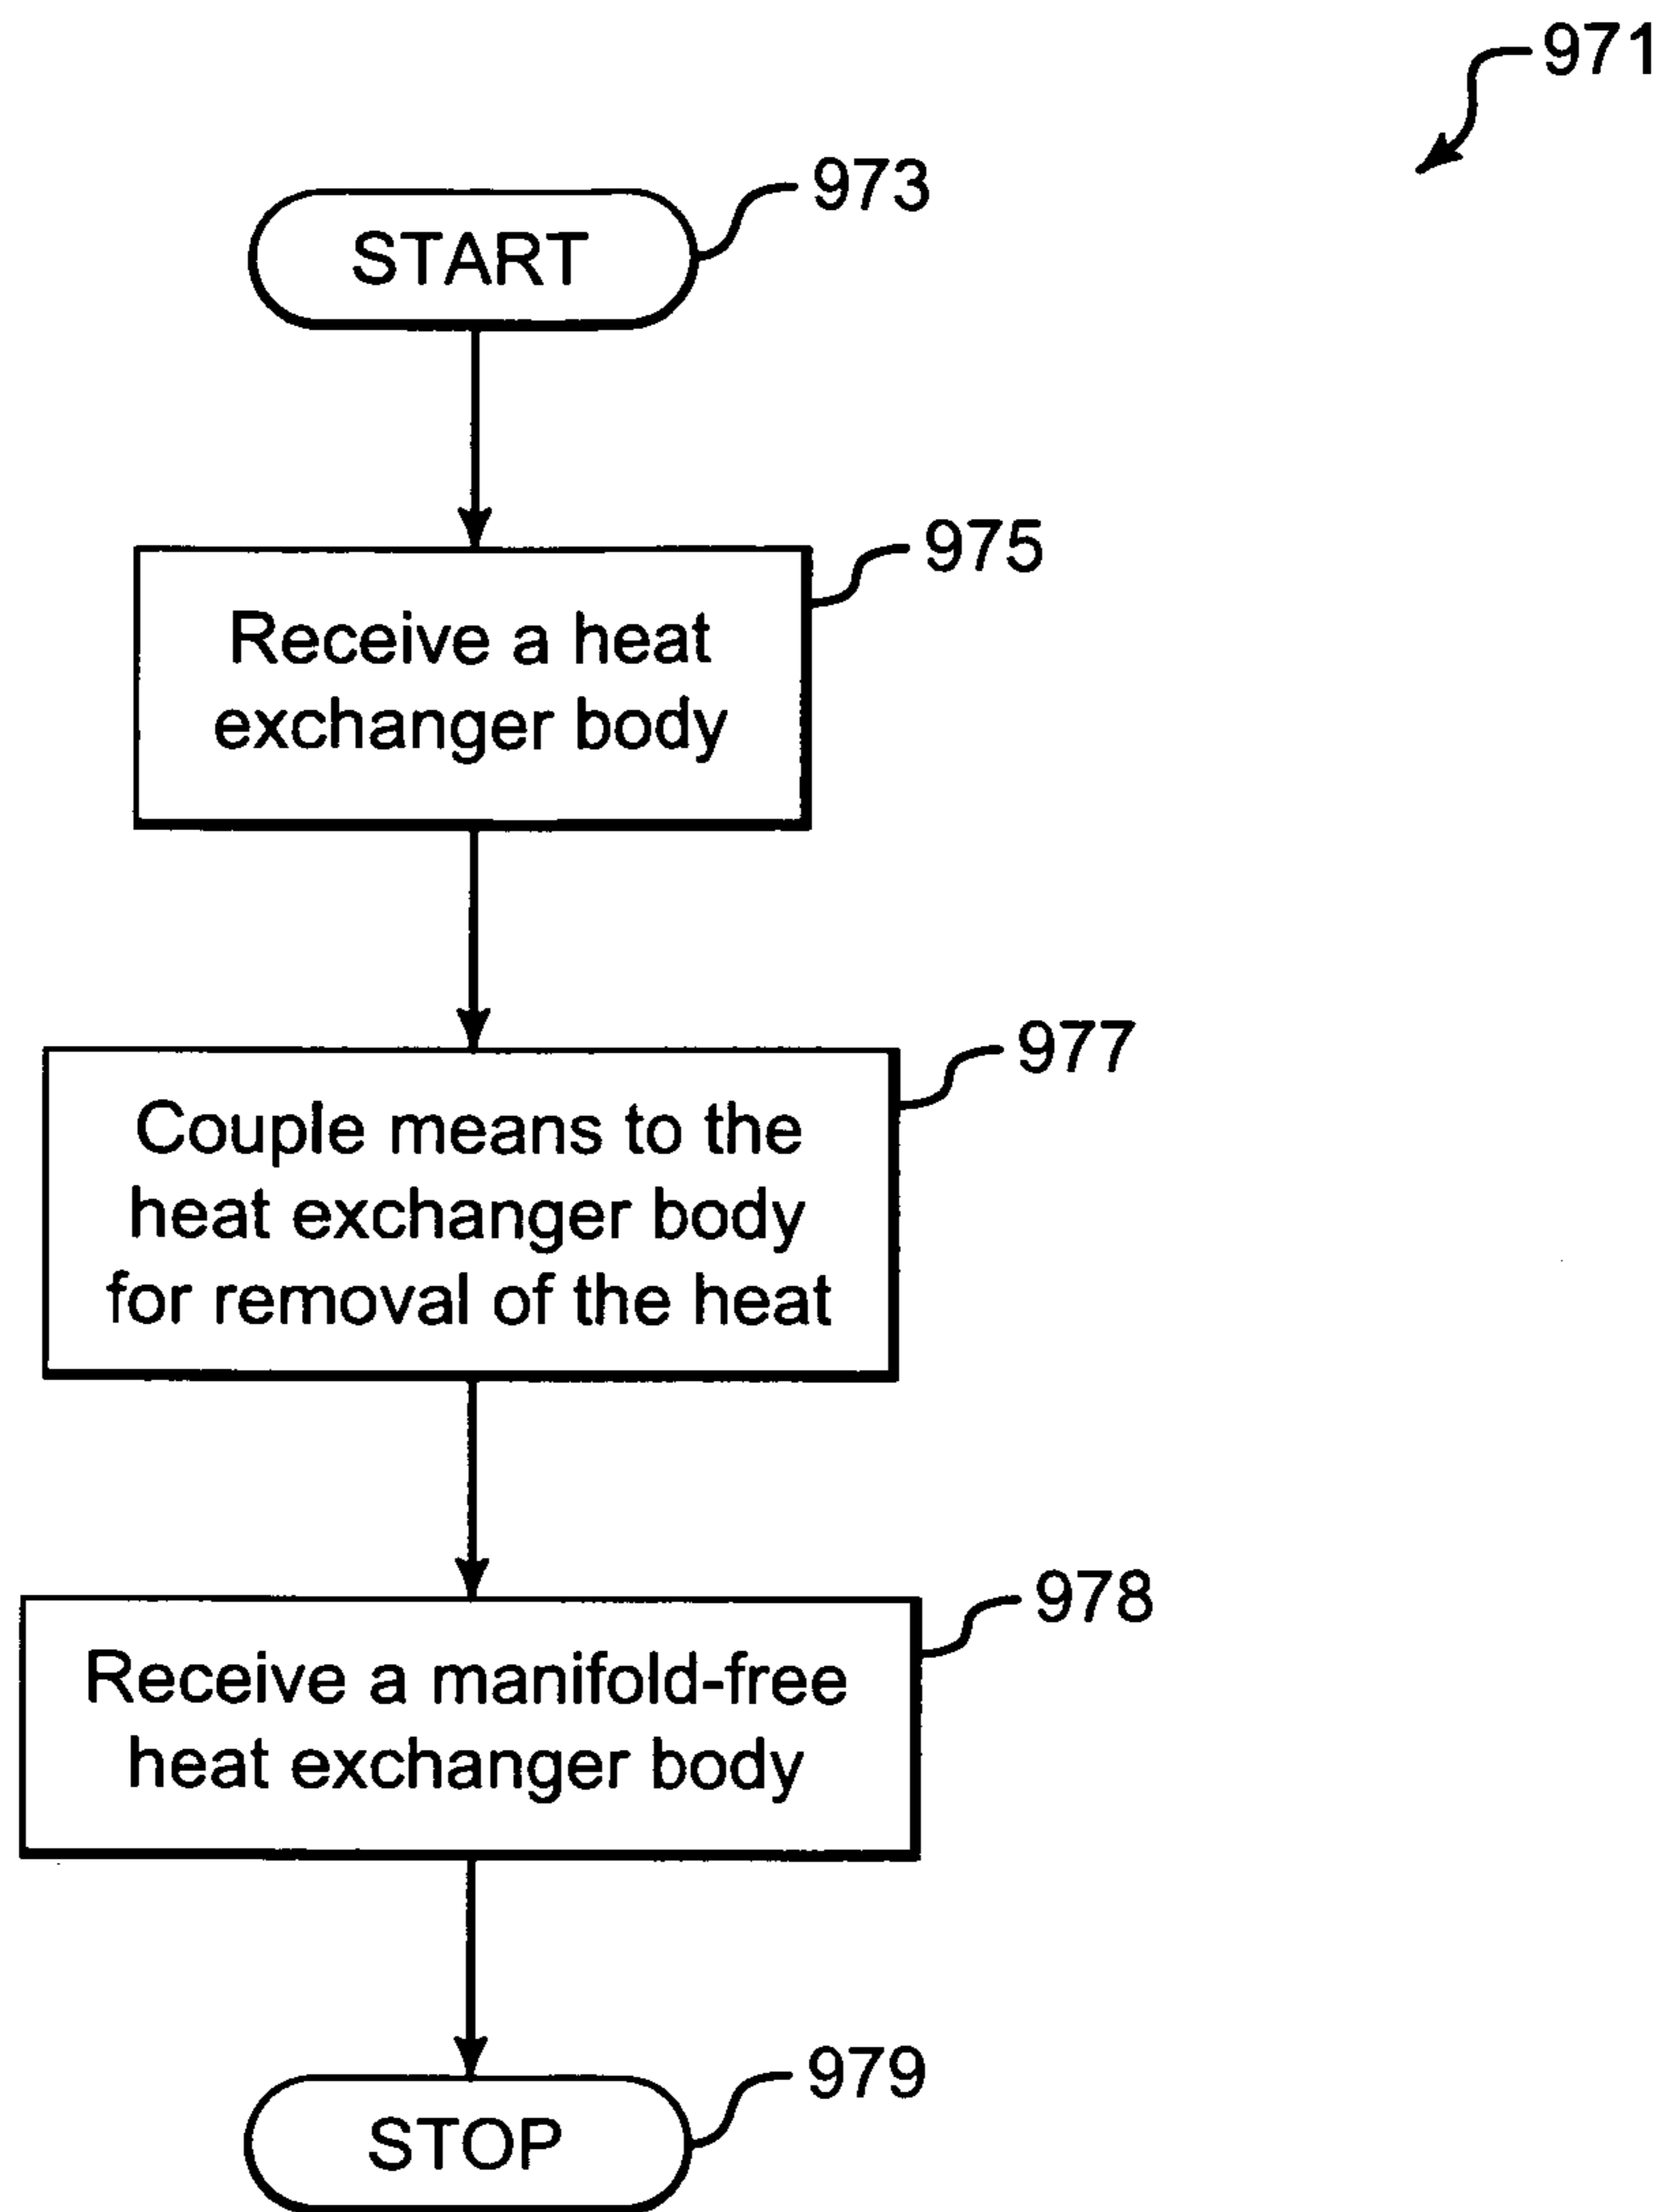 971
START
973
Receive a heat
exchanger body
975
Couple means to the
heat exchanger body
for removal of the heat
977
Receive a manifold-free
heat exchanger body
978
STOP
979